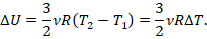 ΔU = 3/2 νR(T₂ − T₁) = 3/2 νRΔT.